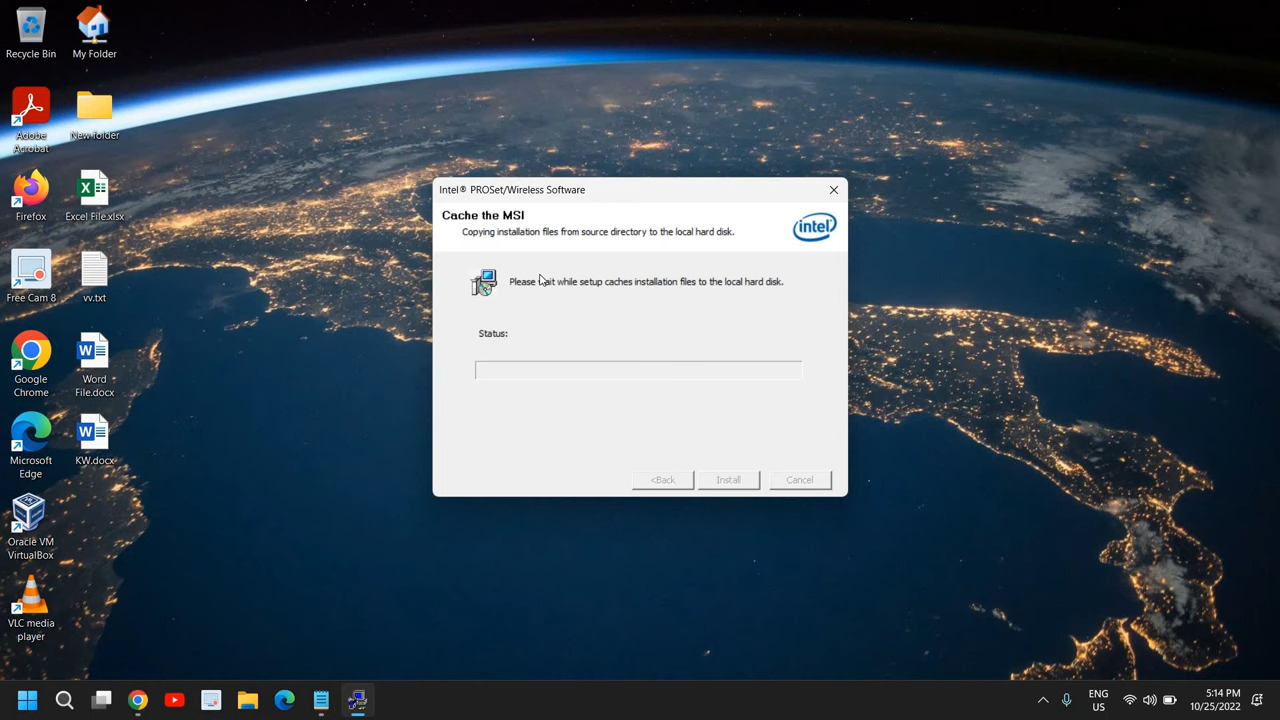 Recycle Bin
My Folder
Adobe
Acrobat
New folder
Firefox
Excel File.xlsx
Free Cam 8
vv.txt
Google
Chrome
Word
File.docx
Microsoft
Edge
KW.docx
Oracle VM
VirtualBox
VLC media
player
Intel® PROSet/Wireless Software
Cache the MSI
Copying installation files from source directory to the local hard disk.
intel
Please wait while setup caches installation files to the local hard disk.
Status:
<Back
Install
Cancel
ENG
US
5:14 PM
10/25/2022